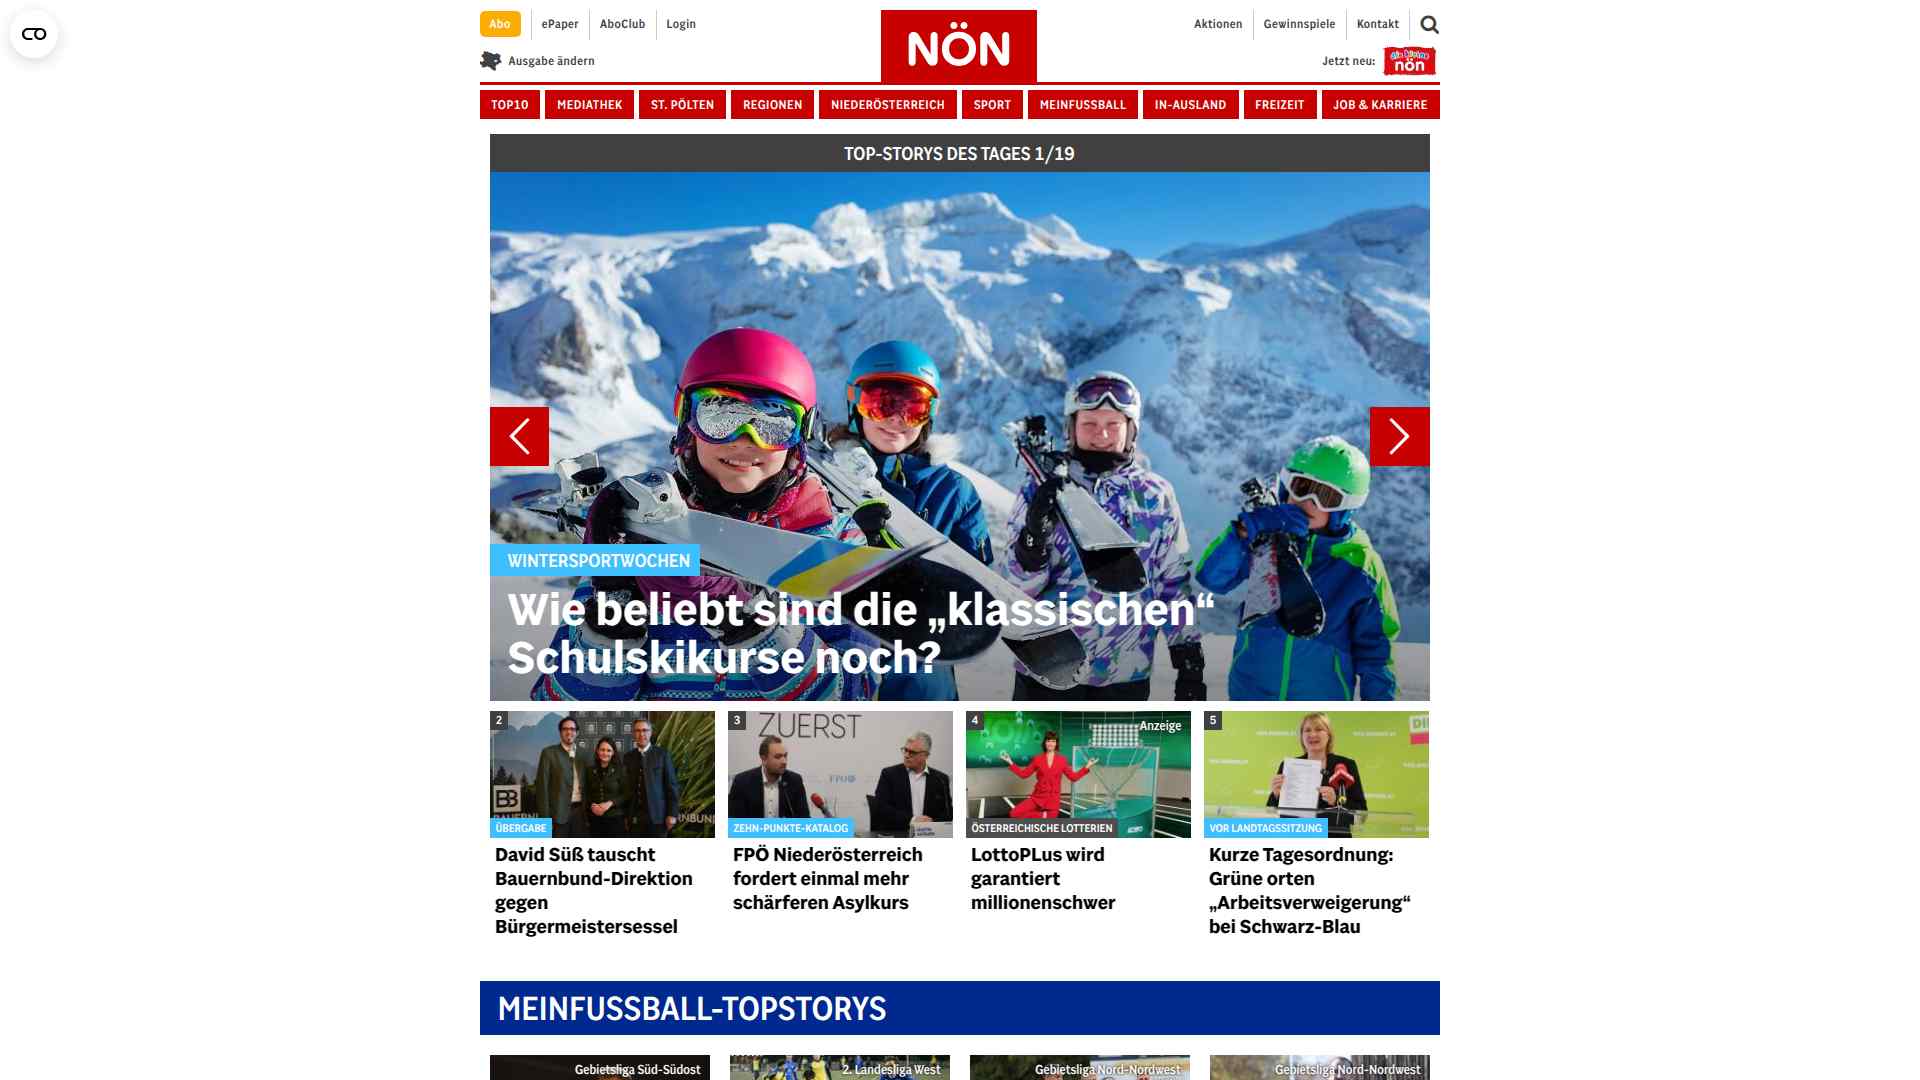 Abo
ePaper
AboClub
Login
NÖN
Aktionen
Gewinnspiele
Kontakt
Ausgabe ändern
Jetzt neu:
die kleine
nön
TOP10
MEDIATHEK
ST. PÖLTEN
REGIONEN
NIEDERÖSTERREICH
SPORT
MEINFUSSBALL
IN-AUSLAND
FREIZEIT
JOB & KARRIERE
TOP-STORYS DES TAGES 1/19
WINTERSPORTWOCHEN
Wie beliebt sind die „klassischen“
Schulskikurse noch?
2
ÜBERGABE
David Süß tauscht
Bauernbund-Direktion
gegen
Bürgermeistersessel
3
ZUERST
FPÖ
ZEHN-PUNKTE-KATALOG
FPÖ Niederösterreich
fordert einmal mehr
schärferen Asylkurs
4
Anzeige
ÖSTERREICHISCHE LOTTERIEN
LottoPLus wird
garantiert
millionenschwer
5
VOR LANDTAGSSITZUNG
Kurze Tagesordnung:
Grüne orten
„Arbeitsverweigerung“
bei Schwarz-Blau
MEINFUSSBALL-TOPSTORYS
Gebietsliga Süd-Südost
2. Landesliga West
Gebietsliga Nord-Nordwest
Gebietsliga Nord-Nordwest